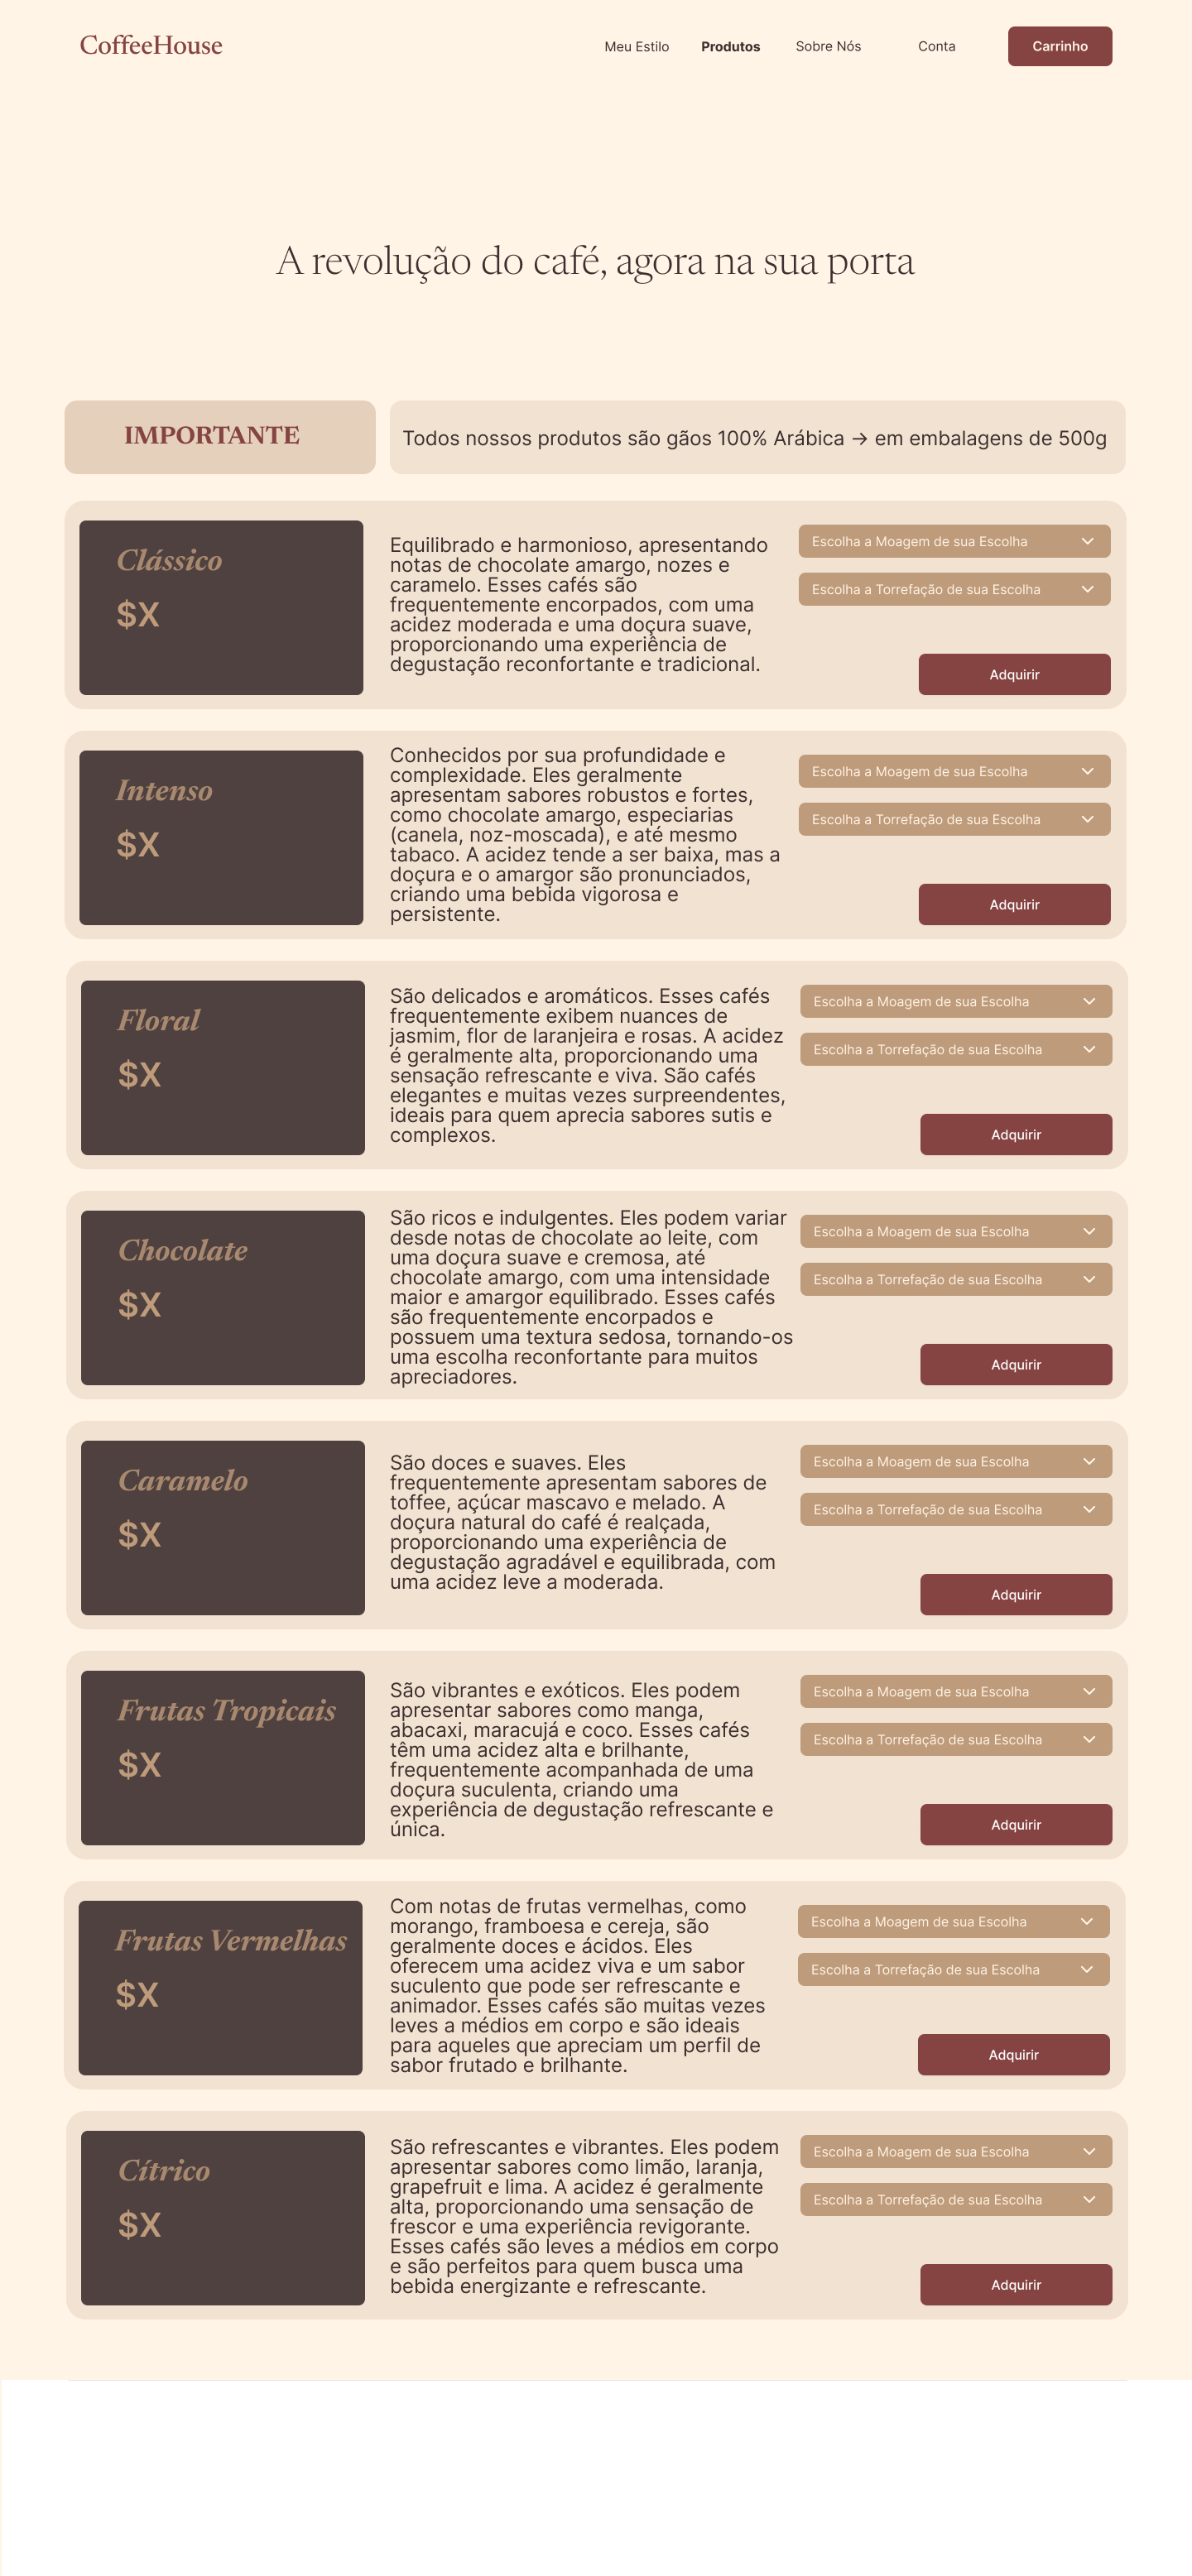 CoffeeHouse
Meu Estilo
Produtos
Sobre Nós
Conta
Carrinho
A revolução do café, agora na sua porta
IMPORTANTE
Todos nossos produtos são gãos 100% Arábica → em embalagens de 500g
Clássico
$X
Equilibrado e harmonioso, apresentando
notas de chocolate amargo, nozes e
caramelo. Esses cafés são
frequentemente encorpados, com uma
acidez moderada e uma doçura suave,
proporcionando uma experiência de
degustação reconfortante e tradicional.
Escolha a Moagem de sua Escolha
Escolha a Torrefação de sua Escolha
Adquirir
Intenso
$X
Conhecidos por sua profundidade e
complexidade. Eles geralmente
apresentam sabores robustos e fortes,
como chocolate amargo, especiarias
(canela, noz-moscada), e até mesmo
tabaco. A acidez tende a ser baixa, mas a
doçura e o amargor são pronunciados,
criando uma bebida vigorosa e
persistente.
Escolha a Moagem de sua Escolha
Escolha a Torrefação de sua Escolha
Adquirir
Floral
$X
São delicados e aromáticos. Esses cafés
frequentemente exibem nuances de
jasmim, flor de laranjeira e rosas. A acidez
é geralmente alta, proporcionando uma
sensação refrescante e viva. São cafés
elegantes e muitas vezes surpreendentes,
ideais para quem aprecia sabores sutis e
complexos.
Escolha a Moagem de sua Escolha
Escolha a Torrefação de sua Escolha
Adquirir
Chocolate
$X
São ricos e indulgentes. Eles podem variar
desde notas de chocolate ao leite, com
uma doçura suave e cremosa, até
chocolate amargo, com uma intensidade
maior e amargor equilibrado. Esses cafés
são frequentemente encorpados e
possuem uma textura sedosa, tornando-os
uma escolha reconfortante para muitos
apreciadores.
Escolha a Moagem de sua Escolha
Escolha a Torrefação de sua Escolha
Adquirir
Caramelo
$X
São doces e suaves. Eles
frequentemente apresentam sabores de
toffee, açúcar mascavo e melado. A
doçura natural do café é realçada,
proporcionando uma experiência de
degustação agradável e equilibrada, com
uma acidez leve a moderada.
Escolha a Moagem de sua Escolha
Escolha a Torrefação de sua Escolha
Adquirir
Frutas Tropicais
$X
São vibrantes e exóticos. Eles podem
apresentar sabores como manga,
abacaxi, maracujá e coco. Esses cafés
têm uma acidez alta e brilhante,
frequentemente acompanhada de uma
doçura suculenta, criando uma
experiência de degustação refrescante e
única.
Escolha a Moagem de sua Escolha
Escolha a Torrefação de sua Escolha
Adquirir
Frutas Vermelhas
$X
Com notas de frutas vermelhas, como
morango, framboesa e cereja, são
geralmente doces e ácidos. Eles
oferecem uma acidez viva e um sabor
suculento que pode ser refrescante e
animador. Esses cafés são muitas vezes
leves a médios em corpo e são ideais
para aqueles que apreciam um perfil de
sabor frutado e brilhante.
Escolha a Moagem de sua Escolha
Escolha a Torrefação de sua Escolha
Adquirir
Cítrico
$X
São refrescantes e vibrantes. Eles podem
apresentar sabores como limão, laranja,
grapefruit e lima. A acidez é geralmente
alta, proporcionando uma sensação de
frescor e uma experiência revigorante.
Esses cafés são leves a médios em corpo
e são perfeitos para quem busca uma
bebida energizante e refrescante.
Escolha a Moagem de sua Escolha
Escolha a Torrefação de sua Escolha
Adquirir